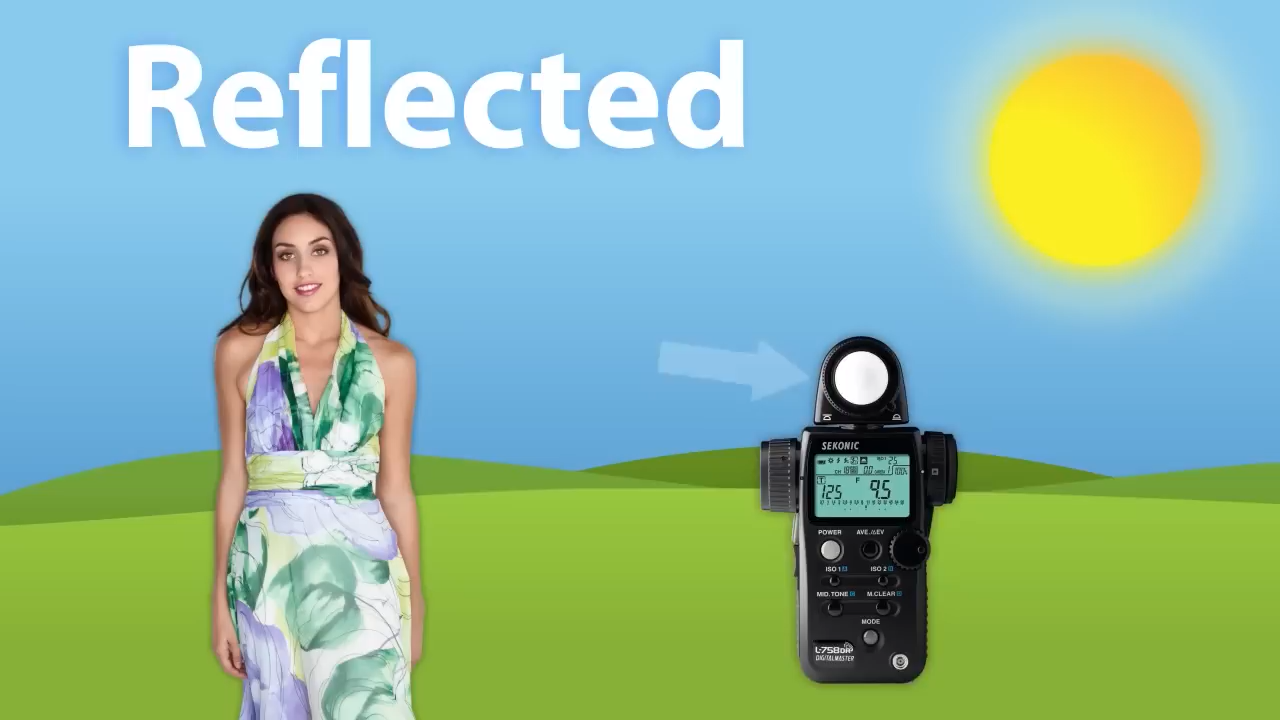 Reflected
SEKONIC
125 F 9.5
POWER AVE./△EV
ISO 1 ISO 2
MID.TONE M.CLEAR
MODE
L-758DR
DIGITALMASTER